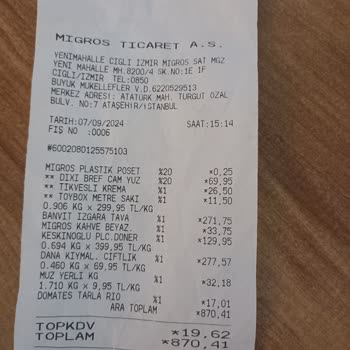 MIGROS TICARET A.S.
YENIMAHALLE CIGLI IZMIR MIGROS SAT MGZ
YENI MAHALLE MH.8200/4 SK NO:1E 1F
CIGLI/IZMIR TEL:0850
BUYUK MUKELLEFLER V.D.6220529513
MERKEZ ADRESI: ATATURK MAH. TURGUT OZAL
BULV. NO:7 ATAŞEHIR/ISTANBUL
TARIH:07/09/2024 SAAT:15:14
FIŞ NO :0006
#6002080125575103
MIGROS PLASTIK POSET %20 *0,25
** DIXI BREF CAM YUZ %20 *69,95
** TIKVESLI KREMA %1 *26,50
** TOYBOX METRE SAKI %1 *11,50
0.906 KG × 299,95 TL/KG
BANVIT IZGARA TAVA %1 *271,75
MIGROS KAHVE BEYAZ. %1 *33,75
KESKINOGLU PLC.DONER %1 *129,95
0.694 KG × 399,95 TL/KG
DANA KIYMAL.CIFTLIK %1 *277,57
0.460 KG × 69,95 TL/KG
MUZ YERLI KG %1 *32,18
1.710 KG × 9,95 TL/KG
DOMATES TARLA RIO %1 *17,01
ARA TOPLAM *870,41
TOPKDV *19,62
TOPLAM *870,41